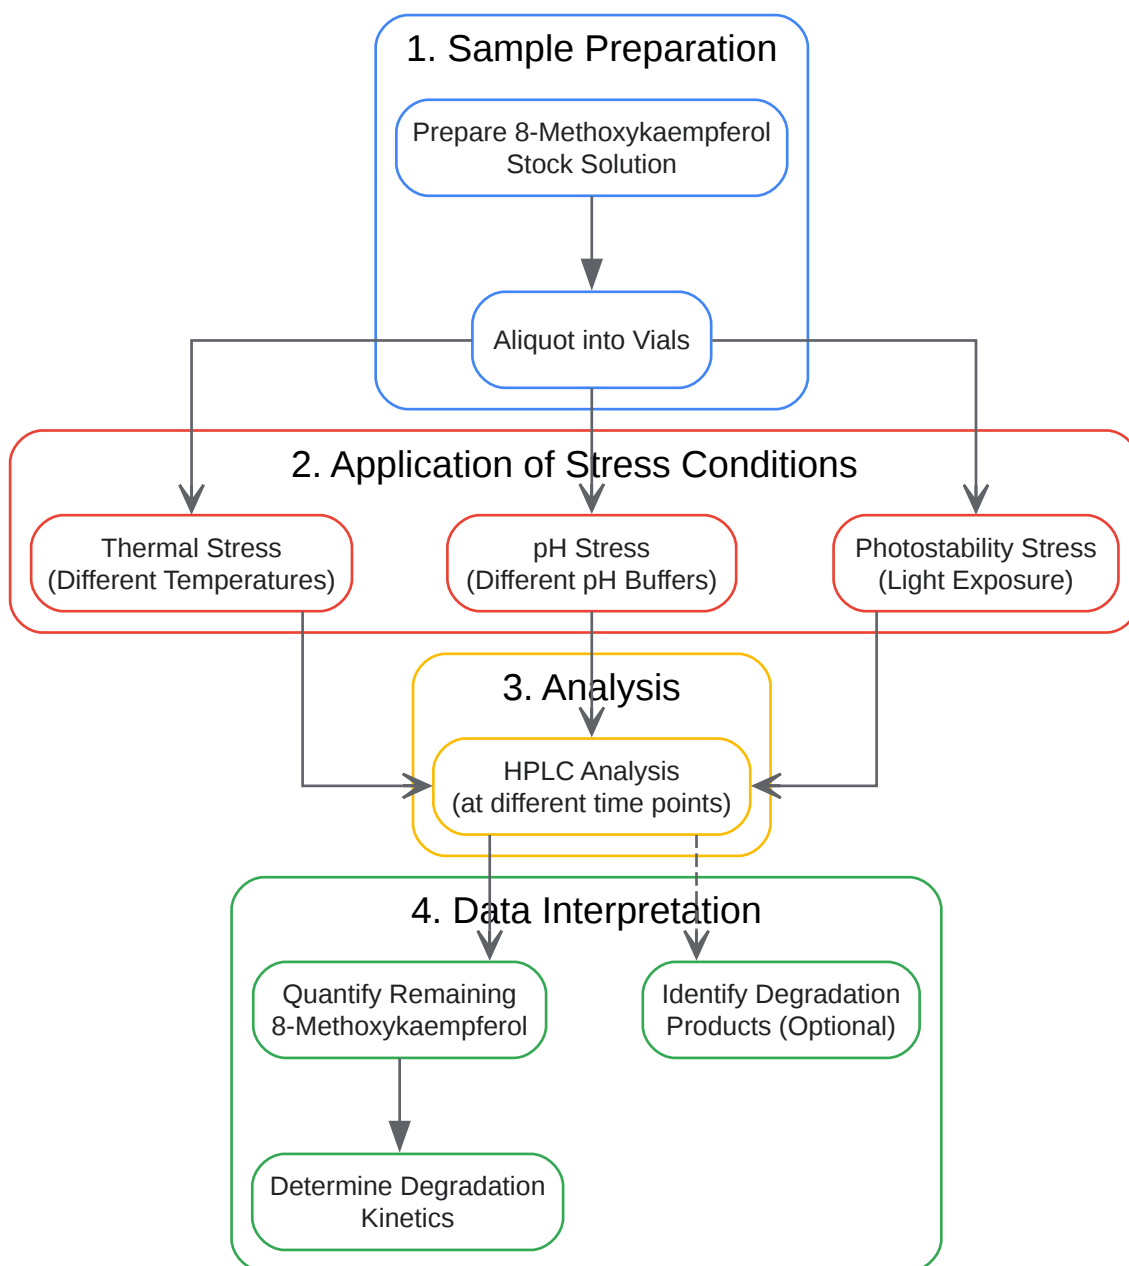 1. Sample Preparation
Prepare 8-Methoxykaempferol
Stock Solution
Aliquot into Vials
2. Application of Stress Conditions
Thermal Stress
(Different Temperatures)
pH Stress
(Different pH Buffers)
Photostability Stress
(Light Exposure)
3. Analysis
HPLC Analysis
(at different time points)
4. Data Interpretation
Quantify Remaining
8-Methoxykaempferol
Identify Degradation
Products (Optional)
Determine Degradation
Kinetics